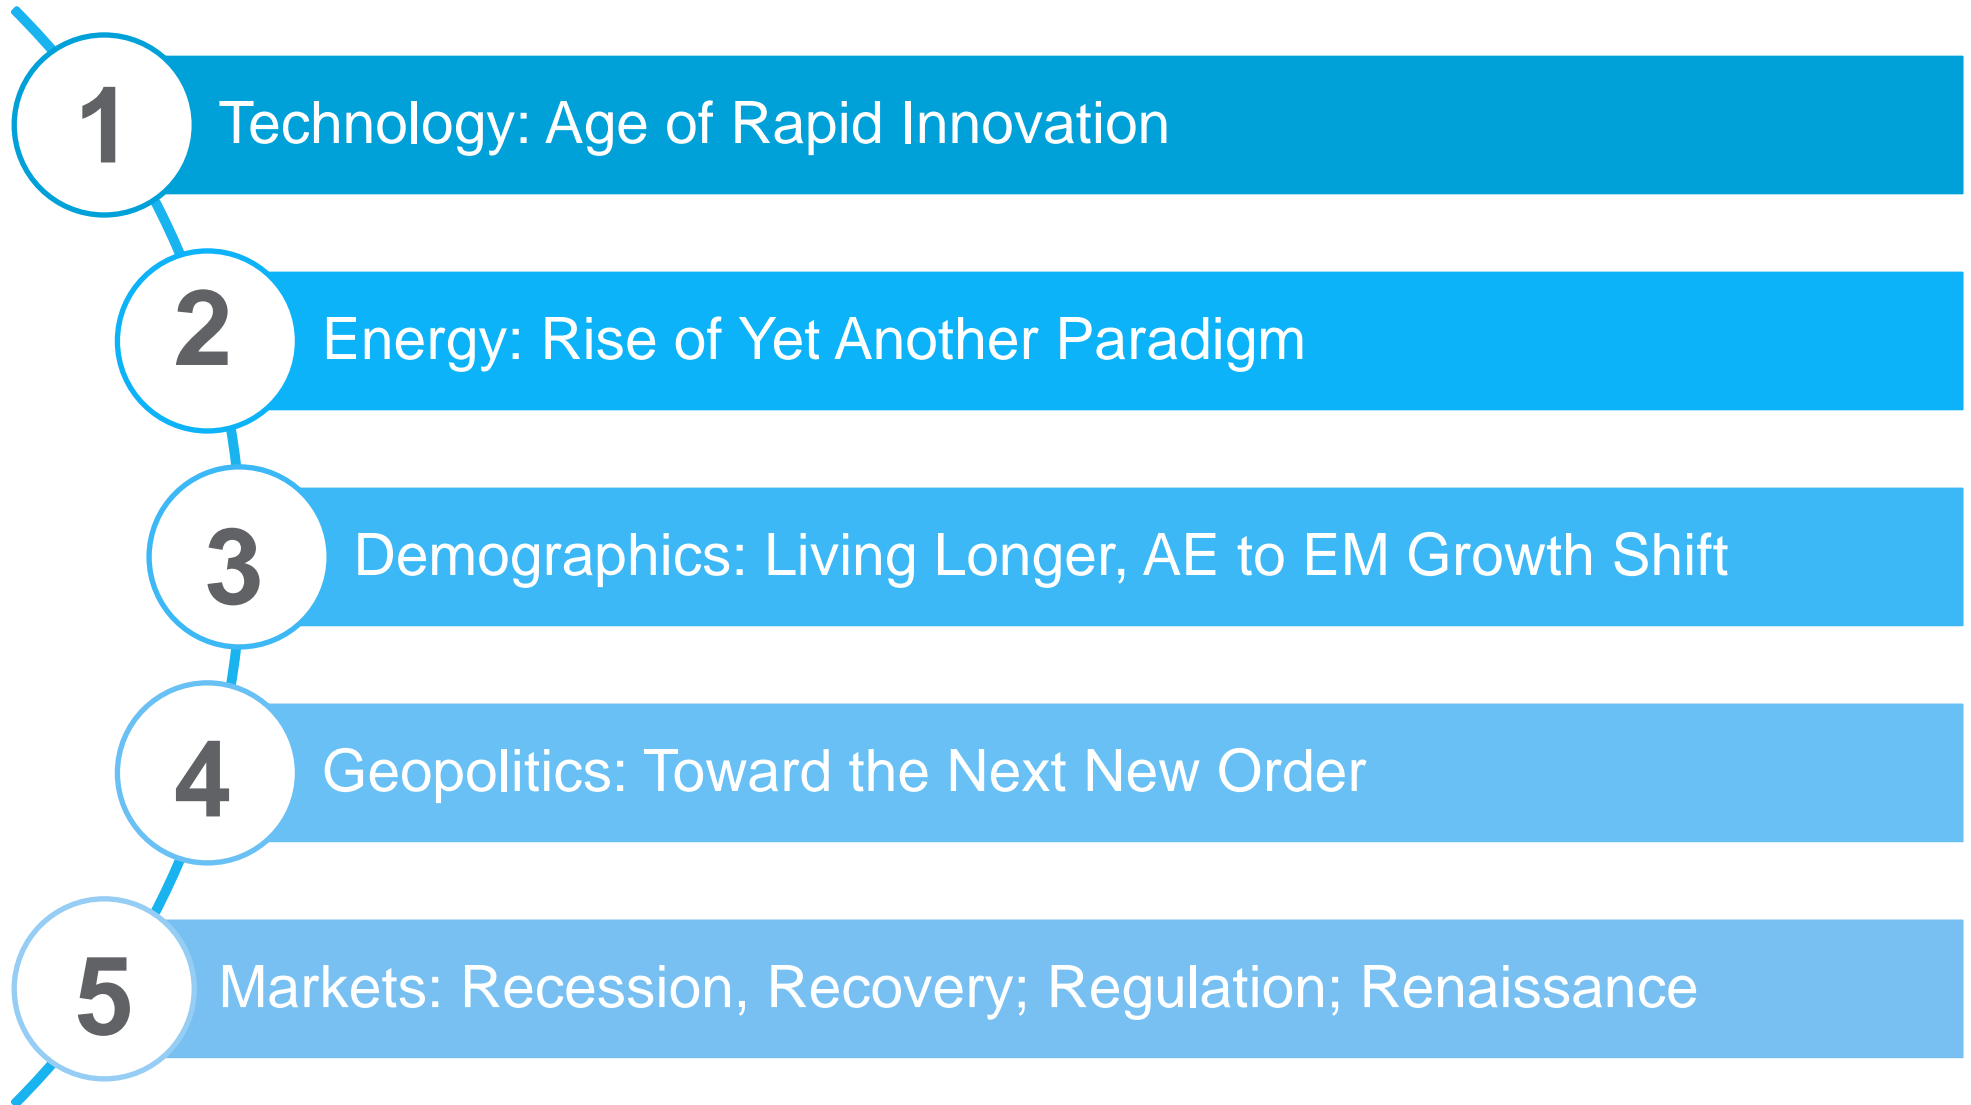 1
Technology: Age of Rapid Innovation
2
Energy: Rise of Yet Another Paradigm
3
Demographics: Living Longer, AE to EM Growth Shift
4
Geopolitics: Toward the Next New Order
5
Markets: Recession, Recovery; Regulation; Renaissance